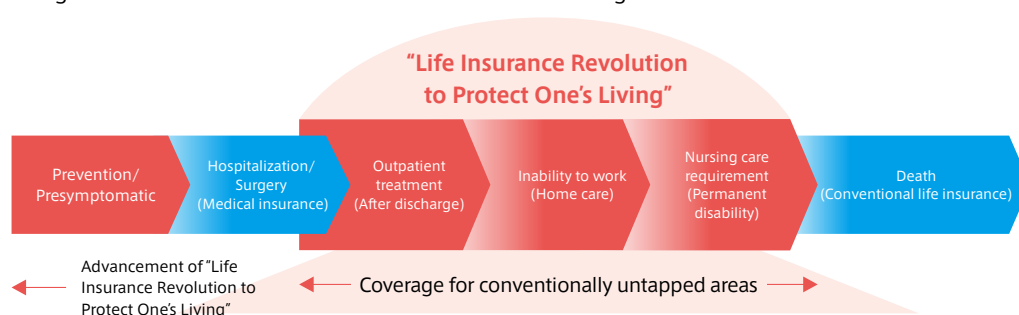 “Life Insurance Revolution
to Protect One’s Living”
Prevention/
Presymptomatic
Hospitalization/
Surgery
(Medical insurance)
Outpatient
treatment
(After discharge)
Inability to work
(Home care)
Nursing care
requirement
(Permanent
disability)
Death
(Conventional life insurance)
Advancement of “Life
Insurance Revolution to
Protect One’s Living”
Coverage for conventionally untapped areas